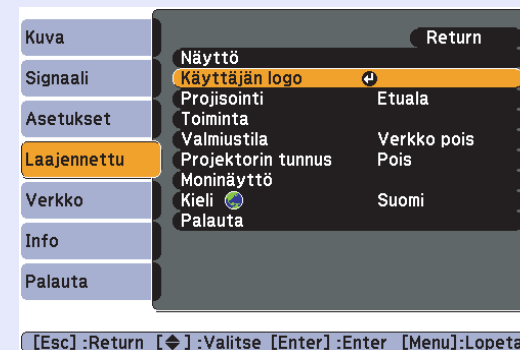 Kuva
Signaali
Asetukset
Laajennettu
Verkko
Info
Palauta
Return
Näyttö
Käyttäjän logo
Projisointi Etuala
Toiminta
Valmiustila Verkko pois
Projektorin tunnus Pois
Moninäyttö
Kieli Suomi
Palauta
[Esc] :Return [◆] :Valitse [Enter] :Enter [Menu]:Lopeta